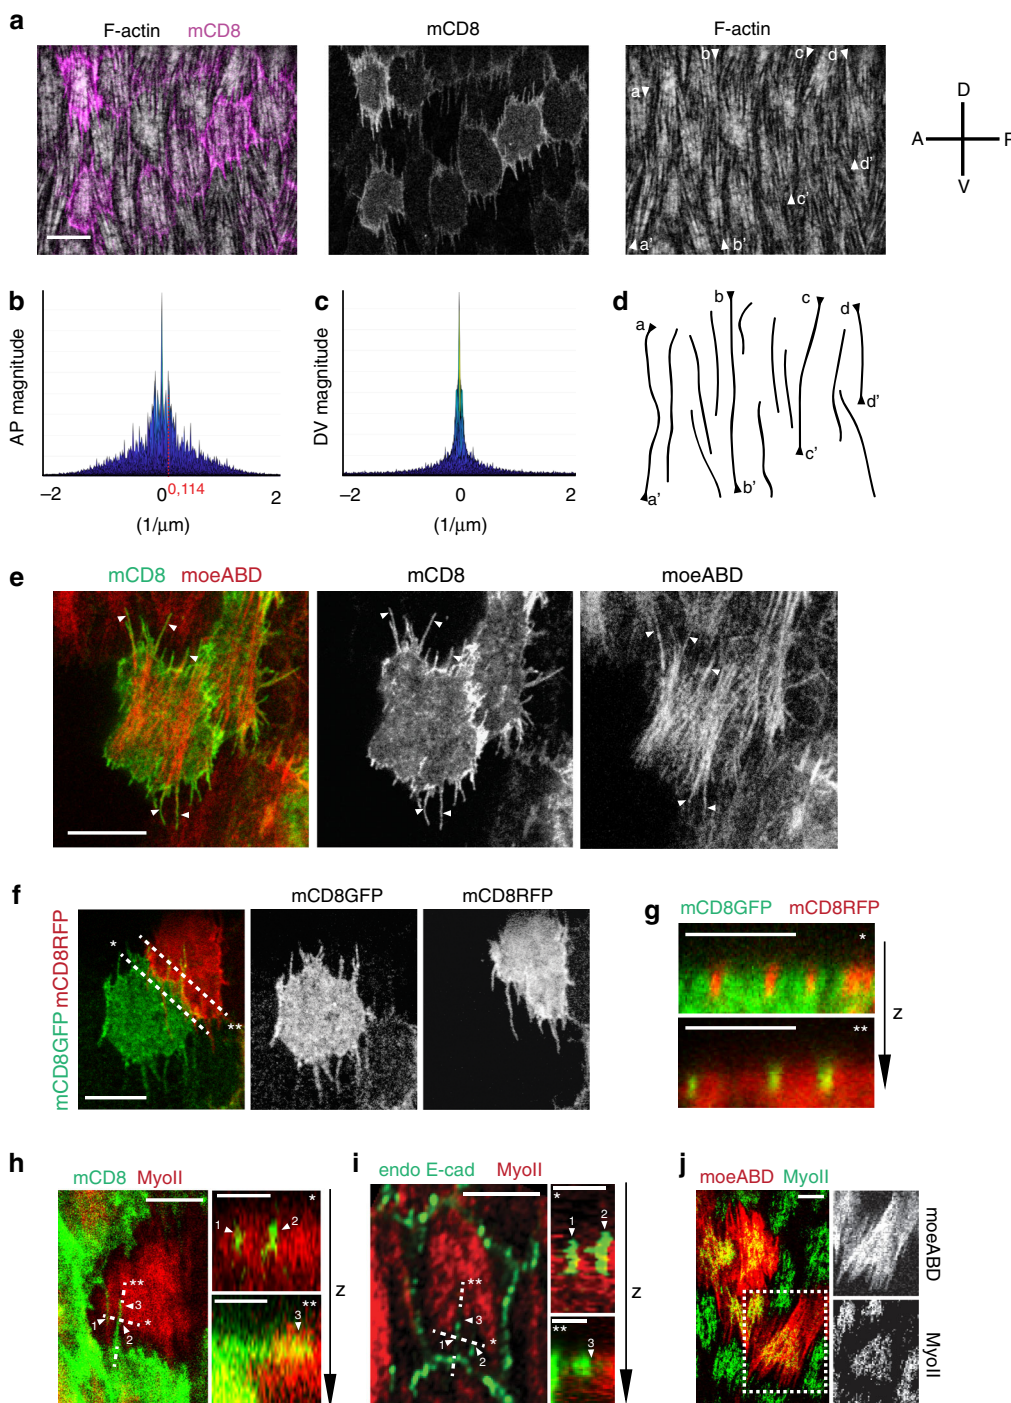 a
F-actin mCD8
mCD8
F-actin
a
b
c
d
a'
b'
c'
d'
D
A
P
V
b
AP magnitude
−2
0
0,114
2
(1/µm)
c
DV magnitude
−2
0
2
(1/µm)
d
a
b
c
d
a'
b'
c'
d'
e
mCD8 moeABD
mCD8
moeABD
f
mCD8GFP mCD8RFP
mCD8GFP
mCD8RFP
*
**
g
mCD8GFP mCD8RFP
*
**
z
h
mCD8 MyoII
**
3
1
*
2
*
1
2
**
3
z
i
endo E-cad MyoII
**
3
1
*
2
*
1
2
**
3
z
j
moeABD MyoII
moeABD
MyoII